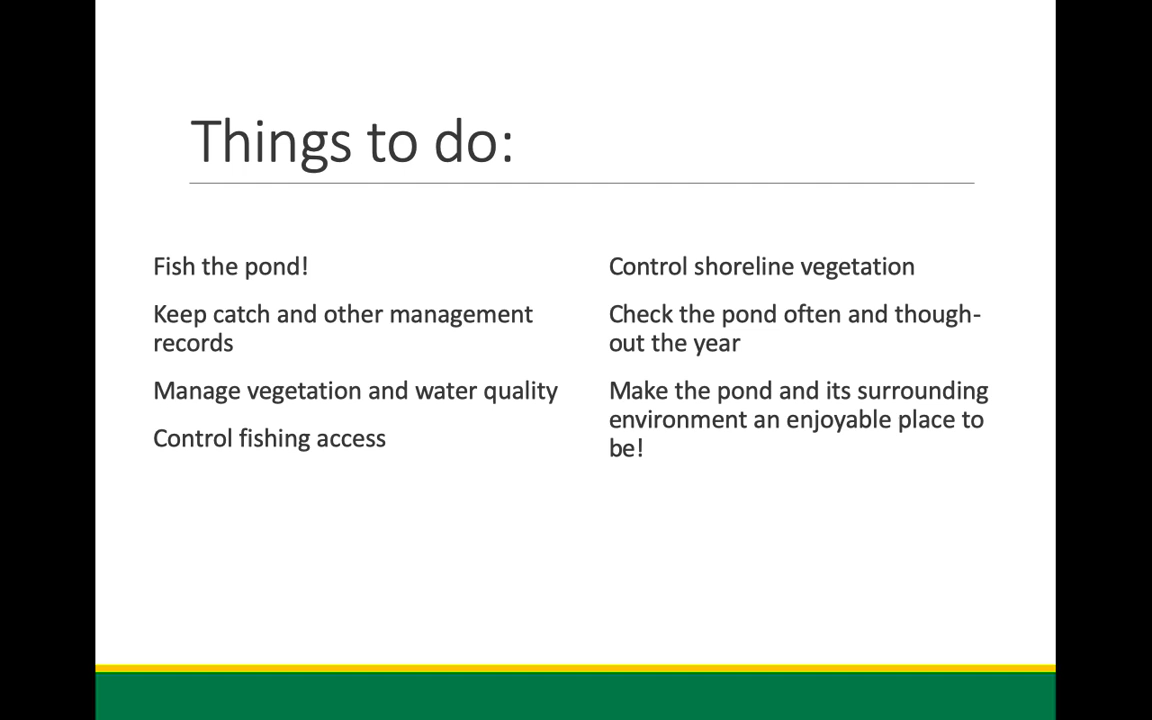 Things to do:
Fish the pond!
Keep catch and other management
records
Manage vegetation and water quality
Control fishing access
Control shoreline vegetation
Check the pond often and though-
out the year
Make the pond and its surrounding
environment an enjoyable place to
be!